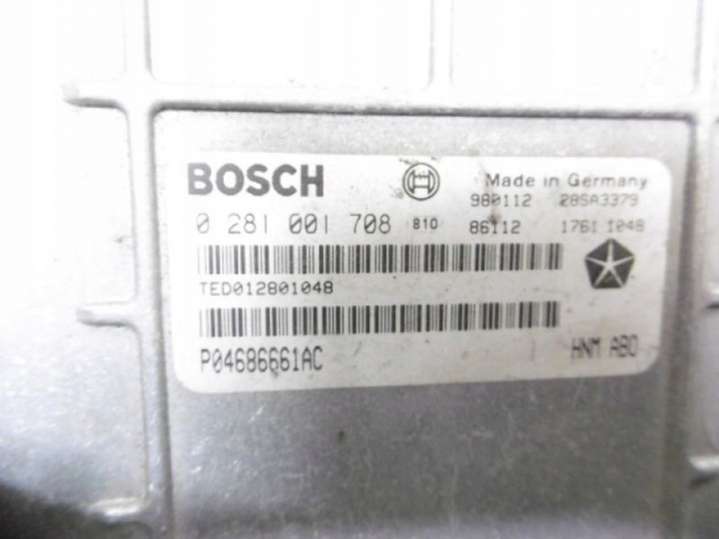 BOSCH Made in Germany
980112 28SA3379
0 281 001 708 810 86112 1761 1048
TED012801048
P04686661AC HNM ABO